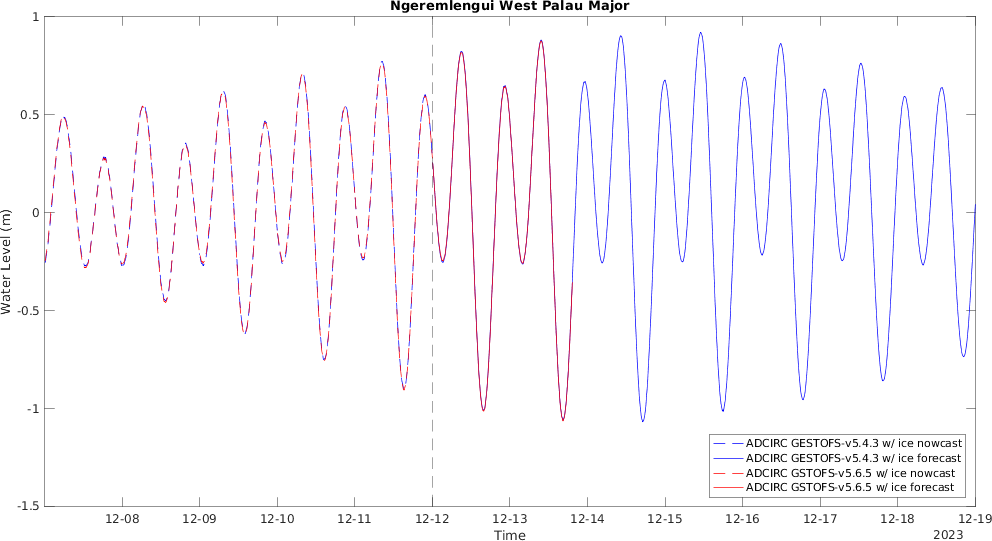 Ngeremlengui West Palau Major
1
0.5
0
-0.5
-1
-1.5
Water Level (m)
ADCIRC GESTOFS-v5.4.3 w/ ice nowcast
ADCIRC GESTOFS-v5.4.3 w/ ice forecast
ADCIRC GSTOFS-v5.6.5 w/ ice nowcast
ADCIRC GSTOFS-v5.6.5 w/ ice forecast
12-08 12-09 12-10 12-11 12-12 12-13 12-14 12-15 12-16 12-17 12-18 12-19
Time
2023